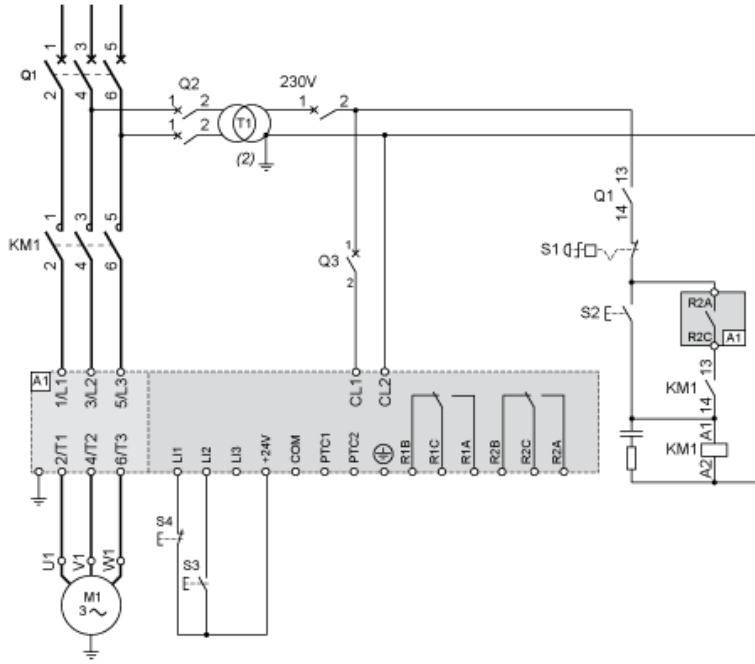 1 3 5
Q1
2 4 6
Q2
1 2
1 2
T1
(2)
230V
1 2
13
Q1
14
S1
1 3 5
KM1
2 4 6
1
Q3
2
S2
R2A
R2C A1
13
KM1
14
A1
KM1
A2
A1
1/L1 3/L2 5/L3
CL1 CL2
2/T1 4/T2 6/T3
LI1 LI2 LI3 +24V COM PTC1 PTC2 R1B R1C R1A R2B R2C R2A
S4
S3
U1 V1 W1
M1
3